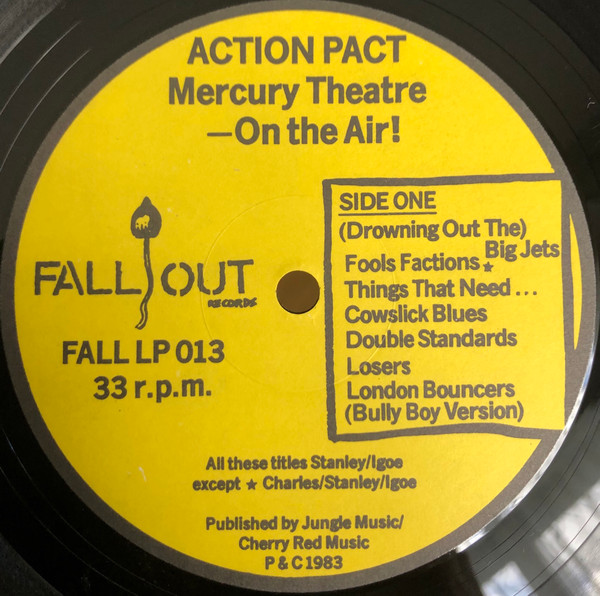 ACTION PACT
Mercury Theatre
—On the Air!
FALL OUT
RECORDS
FALL LP 013
33 r.p.m.
SIDE ONE
(Drowning Out The)
Big Jets
Fools Factions★
Things That Need...
Cowslick Blues
Double Standards
Losers
London Bouncers
(Bully Boy Version)
All these titles Stanley/Igoe
except ★ Charles/Stanley/Igoe
Published by Jungle Music/
Cherry Red Music
P & C 1983